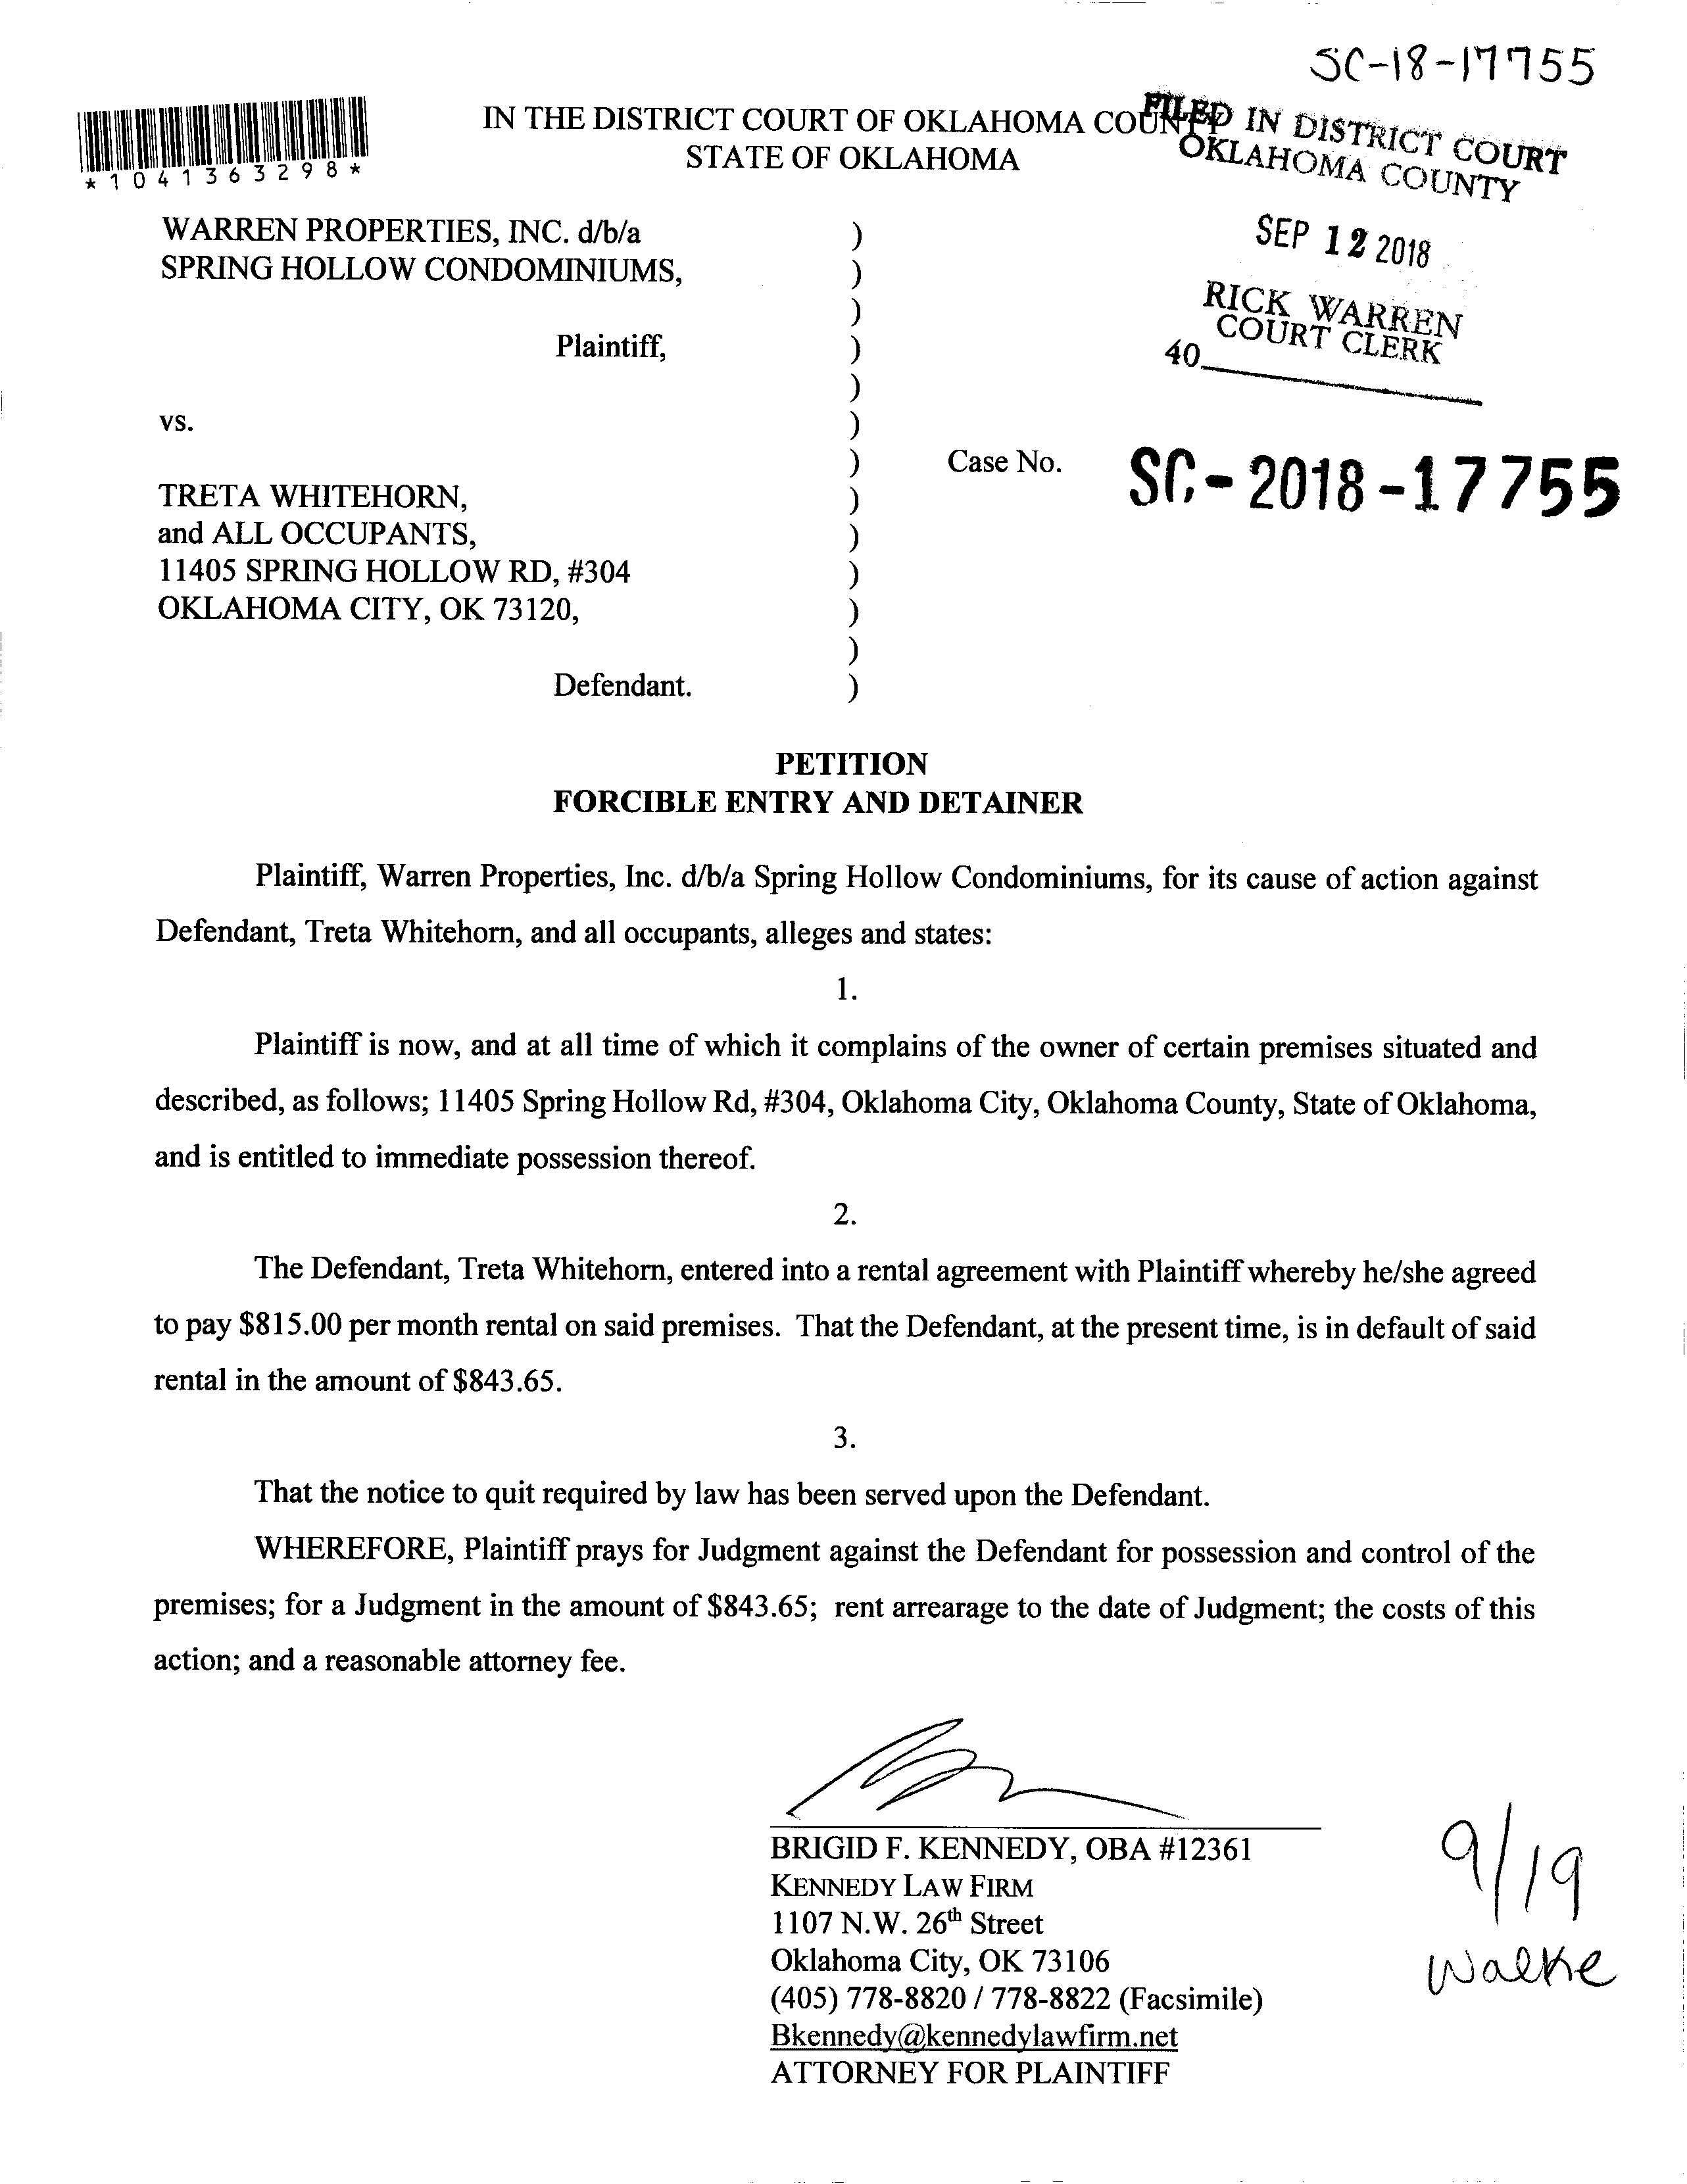 SC-18-17755
*1041363298*
IN THE DISTRICT COURT OF OKLAHOMA COUNTY
STATE OF OKLAHOMA
FILED IN DISTRICT COURT
OKLAHOMA COUNTY
SEP 12 2018
RICK WARREN
COURT CLERK
40
WARREN PROPERTIES, INC. d/b/a )
SPRING HOLLOW CONDOMINIUMS, )
)
Plaintiff, )
)
vs. )
) Case No. SC-2018-17755
TRETA WHITEHORN, )
and ALL OCCUPANTS, )
11405 SPRING HOLLOW RD, #304 )
OKLAHOMA CITY, OK 73120, )
)
Defendant. )
PETITION
FORCIBLE ENTRY AND DETAINER
Plaintiff, Warren Properties, Inc. d/b/a Spring Hollow Condominiums, for its cause of action against
Defendant, Treta Whitehorn, and all occupants, alleges and states:
1.
Plaintiff is now, and at all time of which it complains of the owner of certain premises situated and
described, as follows; 11405 Spring Hollow Rd, #304, Oklahoma City, Oklahoma County, State of Oklahoma,
and is entitled to immediate possession thereof.
2.
The Defendant, Treta Whitehorn, entered into a rental agreement with Plaintiff whereby he/she agreed
to pay $815.00 per month rental on said premises. That the Defendant, at the present time, is in default of said
rental in the amount of $843.65.
3.
That the notice to quit required by law has been served upon the Defendant.
WHEREFORE, Plaintiff prays for Judgment against the Defendant for possession and control of the
premises; for a Judgment in the amount of $843.65; rent arrearage to the date of Judgment; the costs of this
action; and a reasonable attorney fee.
BRIGID F. KENNEDY, OBA #12361
KENNEDY LAW FIRM
1107 N.W. 26th Street
Oklahoma City, OK 73106
(405) 778-8820 / 778-8822 (Facsimile)
Bkennedy@kennedylawfirm.net
ATTORNEY FOR PLAINTIFF
9/19
Walke